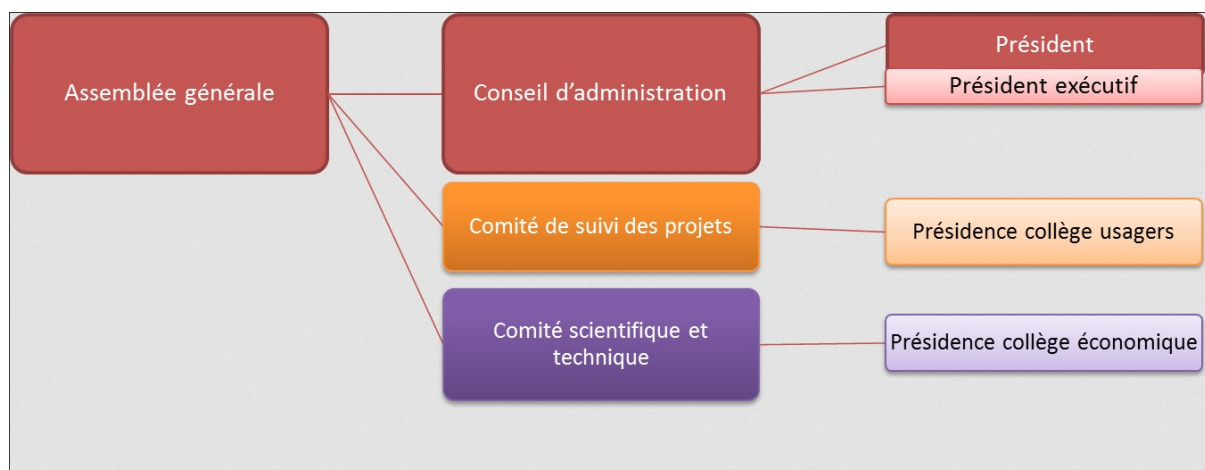 Assemblée générale
Conseil d’administration
Président
Président exécutif
Comité de suivi des projets
Présidence collège usagers
Comité scientifique et
technique
Présidence collège économique